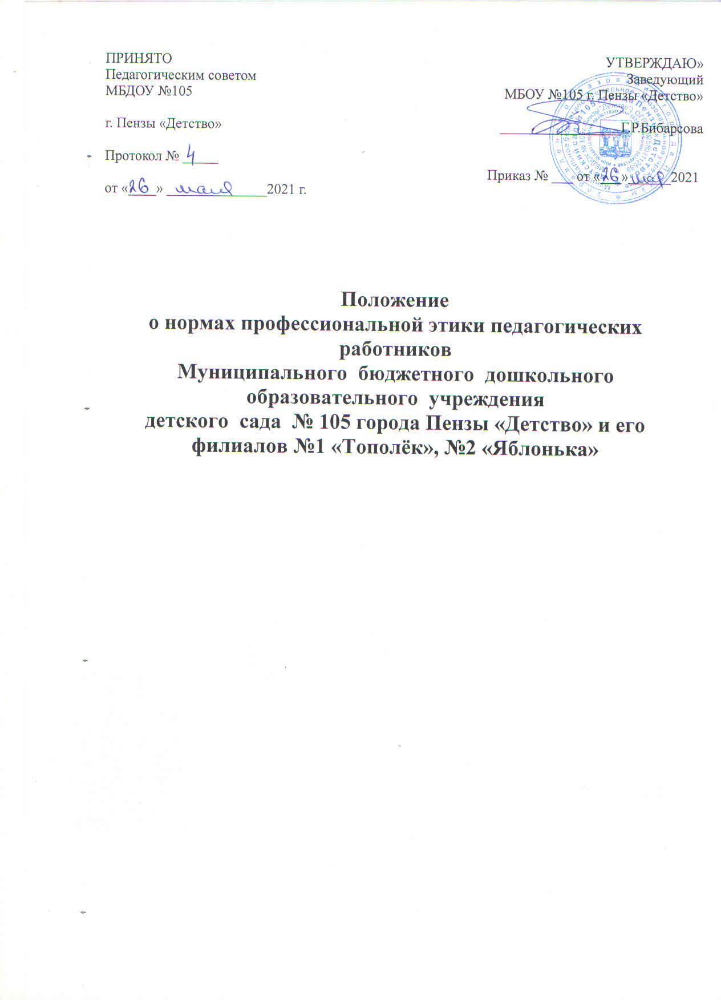 ПРИНЯТО
Педагогическим советом
МБДОУ №105
г. Пензы «Детство»
Протокол № 4
от «26» мая 2021 г.
УТВЕРЖДАЮ»
Заведующий
МБОУ №105 г. Пензы «Детство»
Г.Р.Бибарсова
Приказ № ___ от «26» мая 2021
Положение
о нормах профессиональной этики педагогических
работников
Муниципального бюджетного дошкольного
образовательного учреждения
детского сада № 105 города Пензы «Детство» и его
филиалов №1 «Тополёк», №2 «Яблонька»